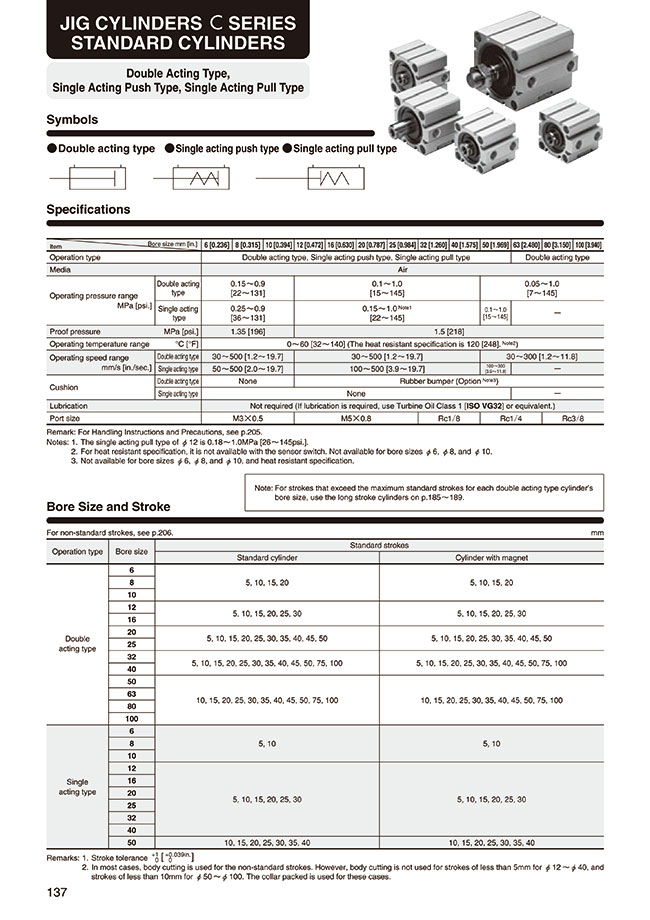 JIG CYLINDERS C SERIES
STANDARD CYLINDERS
Double Acting Type,
Single Acting Push Type, Single Acting Pull Type
Symbols
●Double acting type ●Single acting push type ●Single acting pull type
Specifications
Item Bore size mm [in.] 6 [0.236] 8 [0.315] 10 [0.394] 12 [0.472] 16 [0.630] 20 [0.787] 25 [0.984] 32 [1.260] 40 [1.575] 50 [1.969] 63 [2.480] 80 [3.150] 100 [3.940]
Operation type Double acting type, Single acting push type, Single acting pull type Double acting type
Media Air
Operating pressure range MPa [psi.]
Double acting type 0.15～0.9 [22～131] 0.1～1.0 [15～145] 0.05～1.0 [7～145]
Single acting type 0.25～0.9 [36～131] 0.15～1.0 Note1 [22～145] 0.1～1.0 [15～145] —
Proof pressure MPa [psi.] 1.35 [196] 1.5 [218]
Operating temperature range °C [°F] 0～60 [32～140] (The heat resistant specification is 120 [248]. Note2)
Operating speed range mm/s [in./sec.]
Double acting type 30～500 [1.2～19.7] 30～500 [1.2～19.7] 30～300 [1.2～11.8]
Single acting type 50～500 [2.0～19.7] 100～500 [3.9～19.7] 100～300 [3.9～11.8] —
Cushion
Double acting type None Rubber bumper (Option Note3)
Single acting type None —
Lubrication Not required (If lubrication is required, use Turbine Oil Class 1 [ISO VG32] or equivalent.)
Port size M3×0.5 M5×0.8 Rc1/8 Rc1/4 Rc3/8
Remark: For Handling Instructions and Precautions, see p.205.
Notes: 1. The single acting pull type of φ12 is 0.18～1.0MPa [26～145psi.].
2. For heat resistant specification, it is not available with the sensor switch. Not available for bore sizes φ6, φ8, and φ10.
3. Not available for bore sizes φ6, φ8, and φ10, and heat resistant specification.
Note: For strokes that exceed the maximum standard strokes for each double acting type cylinder's
bore size, use the long stroke cylinders on p.185～189.
Bore Size and Stroke
For non-standard strokes, see p.206. mm
Operation type Bore size Standard strokes
Standard cylinder Cylinder with magnet
Double acting type
6
8 5, 10, 15, 20 5, 10, 15, 20
10
12
5, 10, 15, 20, 25, 30 5, 10, 15, 20, 25, 30
16
20
5, 10, 15, 20, 25, 30, 35, 40, 45, 50 5, 10, 15, 20, 25, 30, 35, 40, 45, 50
25
32
5, 10, 15, 20, 25, 30, 35, 40, 45, 50, 75, 100 5, 10, 15, 20, 25, 30, 35, 40, 45, 50, 75, 100
40
50
63
10, 15, 20, 25, 30, 35, 40, 45, 50, 75, 100 10, 15, 20, 25, 30, 35, 40, 45, 50, 75, 100
80
100
Single acting type
6
8 5, 10 5, 10
10
12
16
20
5, 10, 15, 20, 25, 30 5, 10, 15, 20, 25, 30
25
32
40
50 10, 15, 20, 25, 30, 35, 40 10, 15, 20, 25, 30, 35, 40
Remarks: 1. Stroke tolerance +1 0 [ +0.039in. 0 ]
2. In most cases, body cutting is used for the non-standard strokes. However, body cutting is not used for strokes of less than 5mm for φ12～φ40, and
strokes of less than 10mm for φ50～φ100. The collar packed is used for these cases.
137